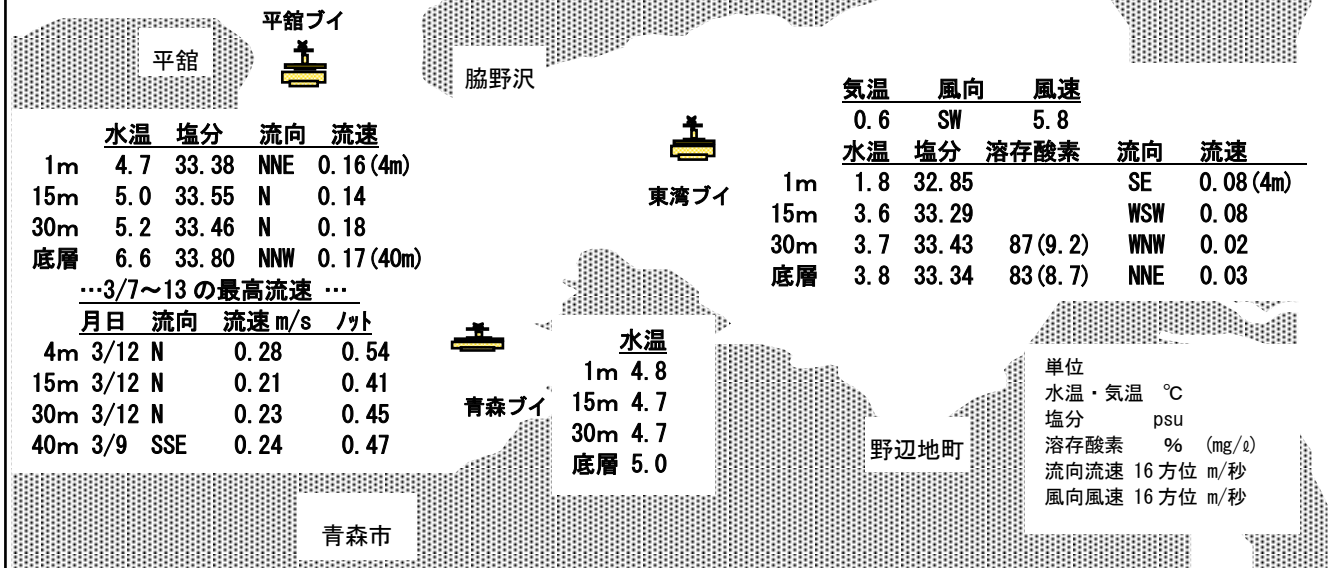 平舘ブイ
平舘
脇野沢
水温 塩分 流向 流速
1m 4.7 33.38 NNE 0.16(4m)
15m 5.0 33.55 N 0.14
30m 5.2 33.46 N 0.18
底層 6.6 33.80 NNW 0.17(40m)
…3/7～13の最高流速 …
月日 流向 流速m/s ﾉｯﾄ
4m 3/12 N 0.28 0.54
15m 3/12 N 0.21 0.41
30m 3/12 N 0.23 0.45
40m 3/9 SSE 0.24 0.47
東湾ブイ
気温 風向 風速
0.6 SW 5.8
水温 塩分 溶存酸素 流向 流速
1m 1.8 32.85 SE 0.08(4m)
15m 3.6 33.29 WSW 0.08
30m 3.7 33.43 87(9.2) WNW 0.02
底層 3.8 33.34 83(8.7) NNE 0.03
青森ブイ
水温
1m 4.8
15m 4.7
30m 4.7
底層 5.0
野辺地町
青森市
単位
水温・気温 ℃
塩分 psu
溶存酸素 % (mg/ℓ)
流向流速 16方位 m/秒
風向風速 16方位 m/秒